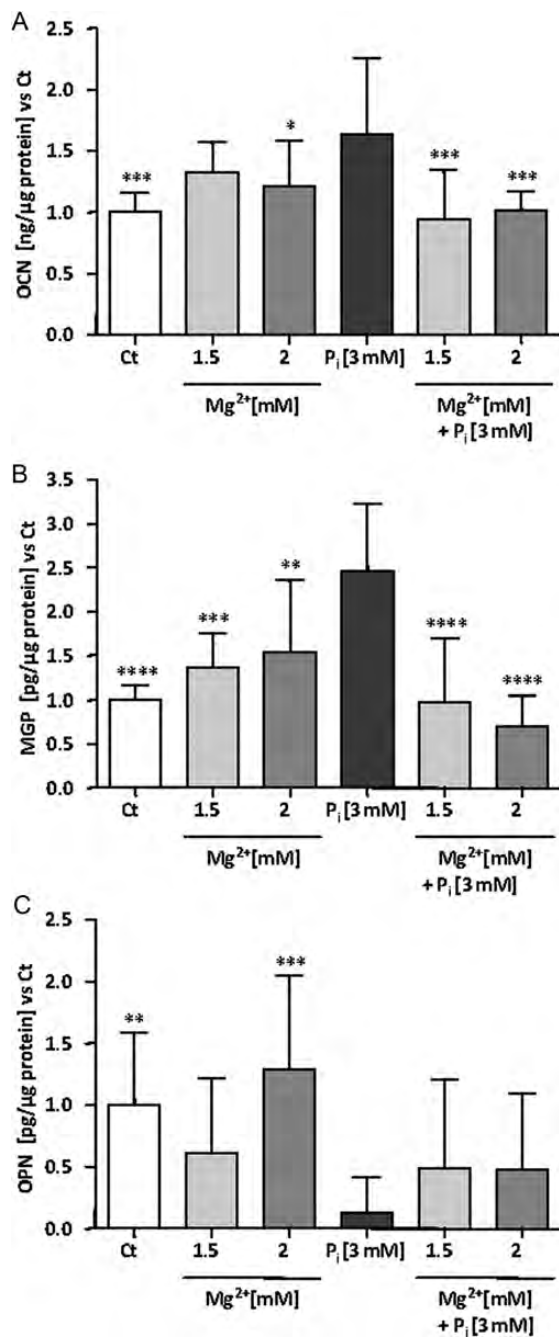 A
OCN [ng/µg protein] vs Ct
2.5
2.0
1.5
1.0
0.5
0.0
***
*
***
***
Ct 1.5 2 Pi [3 mM] 1.5 2
Mg2+[mM] Mg2+[mM]
+ Pi [3 mM]
B
MGP [pg/µg protein] vs Ct
3.5
3.0
2.5
2.0
1.5
1.0
0.5
0.0
****
***
**
****
****
Ct 1.5 2 Pi [3 mM] 1.5 2
Mg2+[mM] Mg2+[mM]
+ Pi [3 mM]
C
OPN [pg/µg protein] vs Ct
2.5
2.0
1.5
1.0
0.5
0.0
**
***
Ct 1.5 2 Pi [3 mM] 1.5 2
Mg2+[mM] Mg2+[mM]
+ Pi [3 mM]